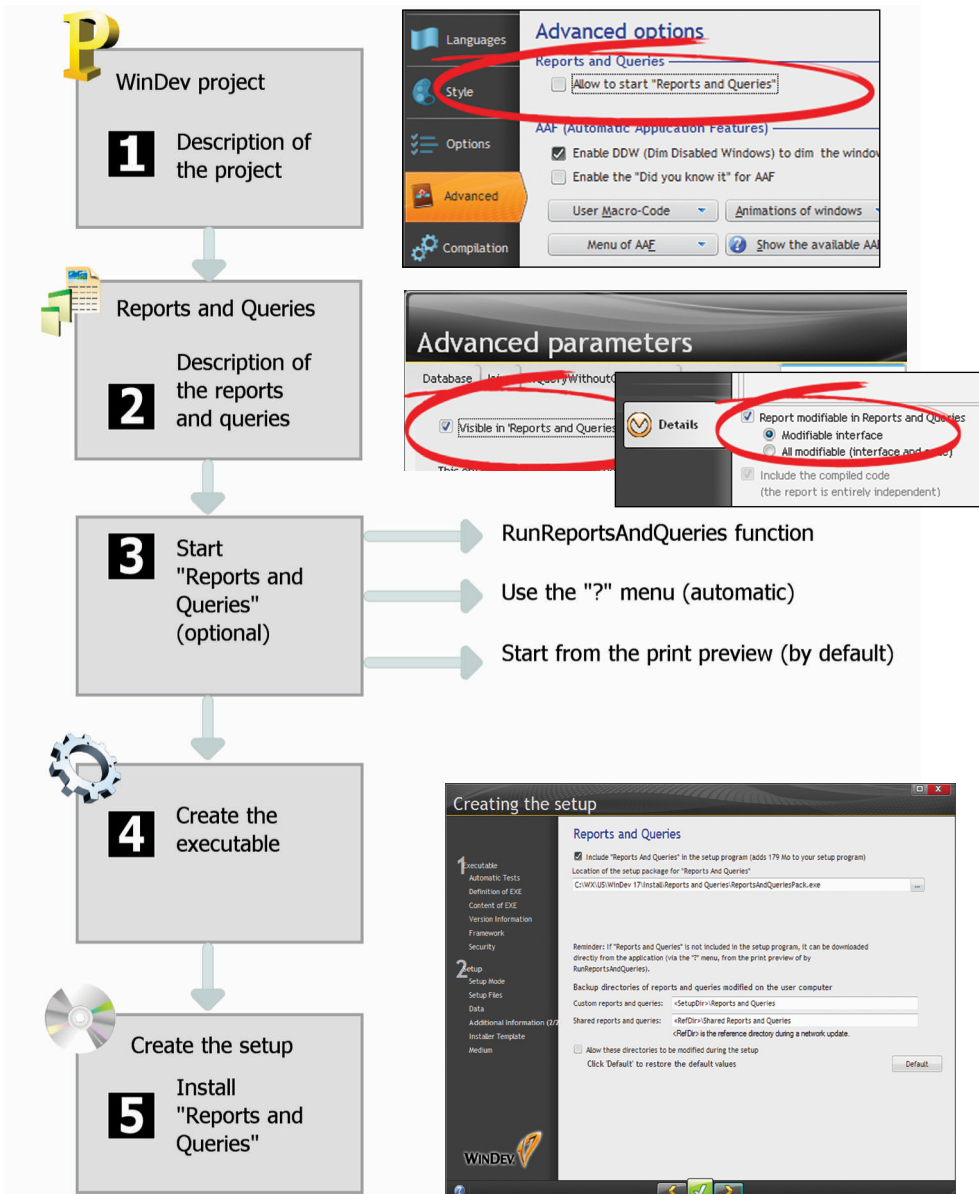 P
WinDev project
1
Description of
the project
Languages
Style
Options
Advanced
Compilation
Advanced options
Reports and Queries
Allow to start "Reports and Queries"
AAF (Automatic Application Features)
Enable DDW (Dim Disabled Windows) to dim the window
Enable the "Did you know it" for AAF
User Macro-Code
Animations of windows
Menu of AAF
Show the available AAF
Reports and Queries
2
Description of
the reports
and queries
Advanced parameters
Database
Visible in 'Reports and Queries
Details
Report modifiable in Reports and Queries
Modifiable interface
All modifiable (interface and code)
Include the compiled code
(the report is entirely independent)
3
Start
"Reports and
Queries"
(optional)
RunReportsAndQueries function
Use the "?" menu (automatic)
Start from the print preview (by default)
4
Create the
executable
Create the setup
5
Install
"Reports and
Queries"
Creating the setup
1
Executable
Automatic Tests
Definition of EXE
Content of EXE
Version Information
Framework
Security
2
Setup
Setup Mode
Setup Files
Data
Additional Information (2/2
Installer Template
Medium
WINDEV
Reports and Queries
Include "Reports And Queries" in the setup program (adds 179 Mo to your setup program)
Location of the setup package for "Reports And Queries"
C:\WX\US\WinDev 17\Install\Reports and Queries\ReportsAndQueriesPack.exe
...
Reminder: If "Reports and Queries" is not included in the setup program, it can be downloaded
directly from the application (via the "?" menu, from the print preview of by
RunReportsAndQueries).
Backup directories of reports and queries modified on the user computer
Custom reports and queries: <SetupDir>\Reports and Queries
Shared reports and queries: <RefDir>\Shared Reports and Queries
<RefDir> is the reference directory during a network update.
Allow these directories to be modified during the setup
Click 'Default' to restore the default values
Default